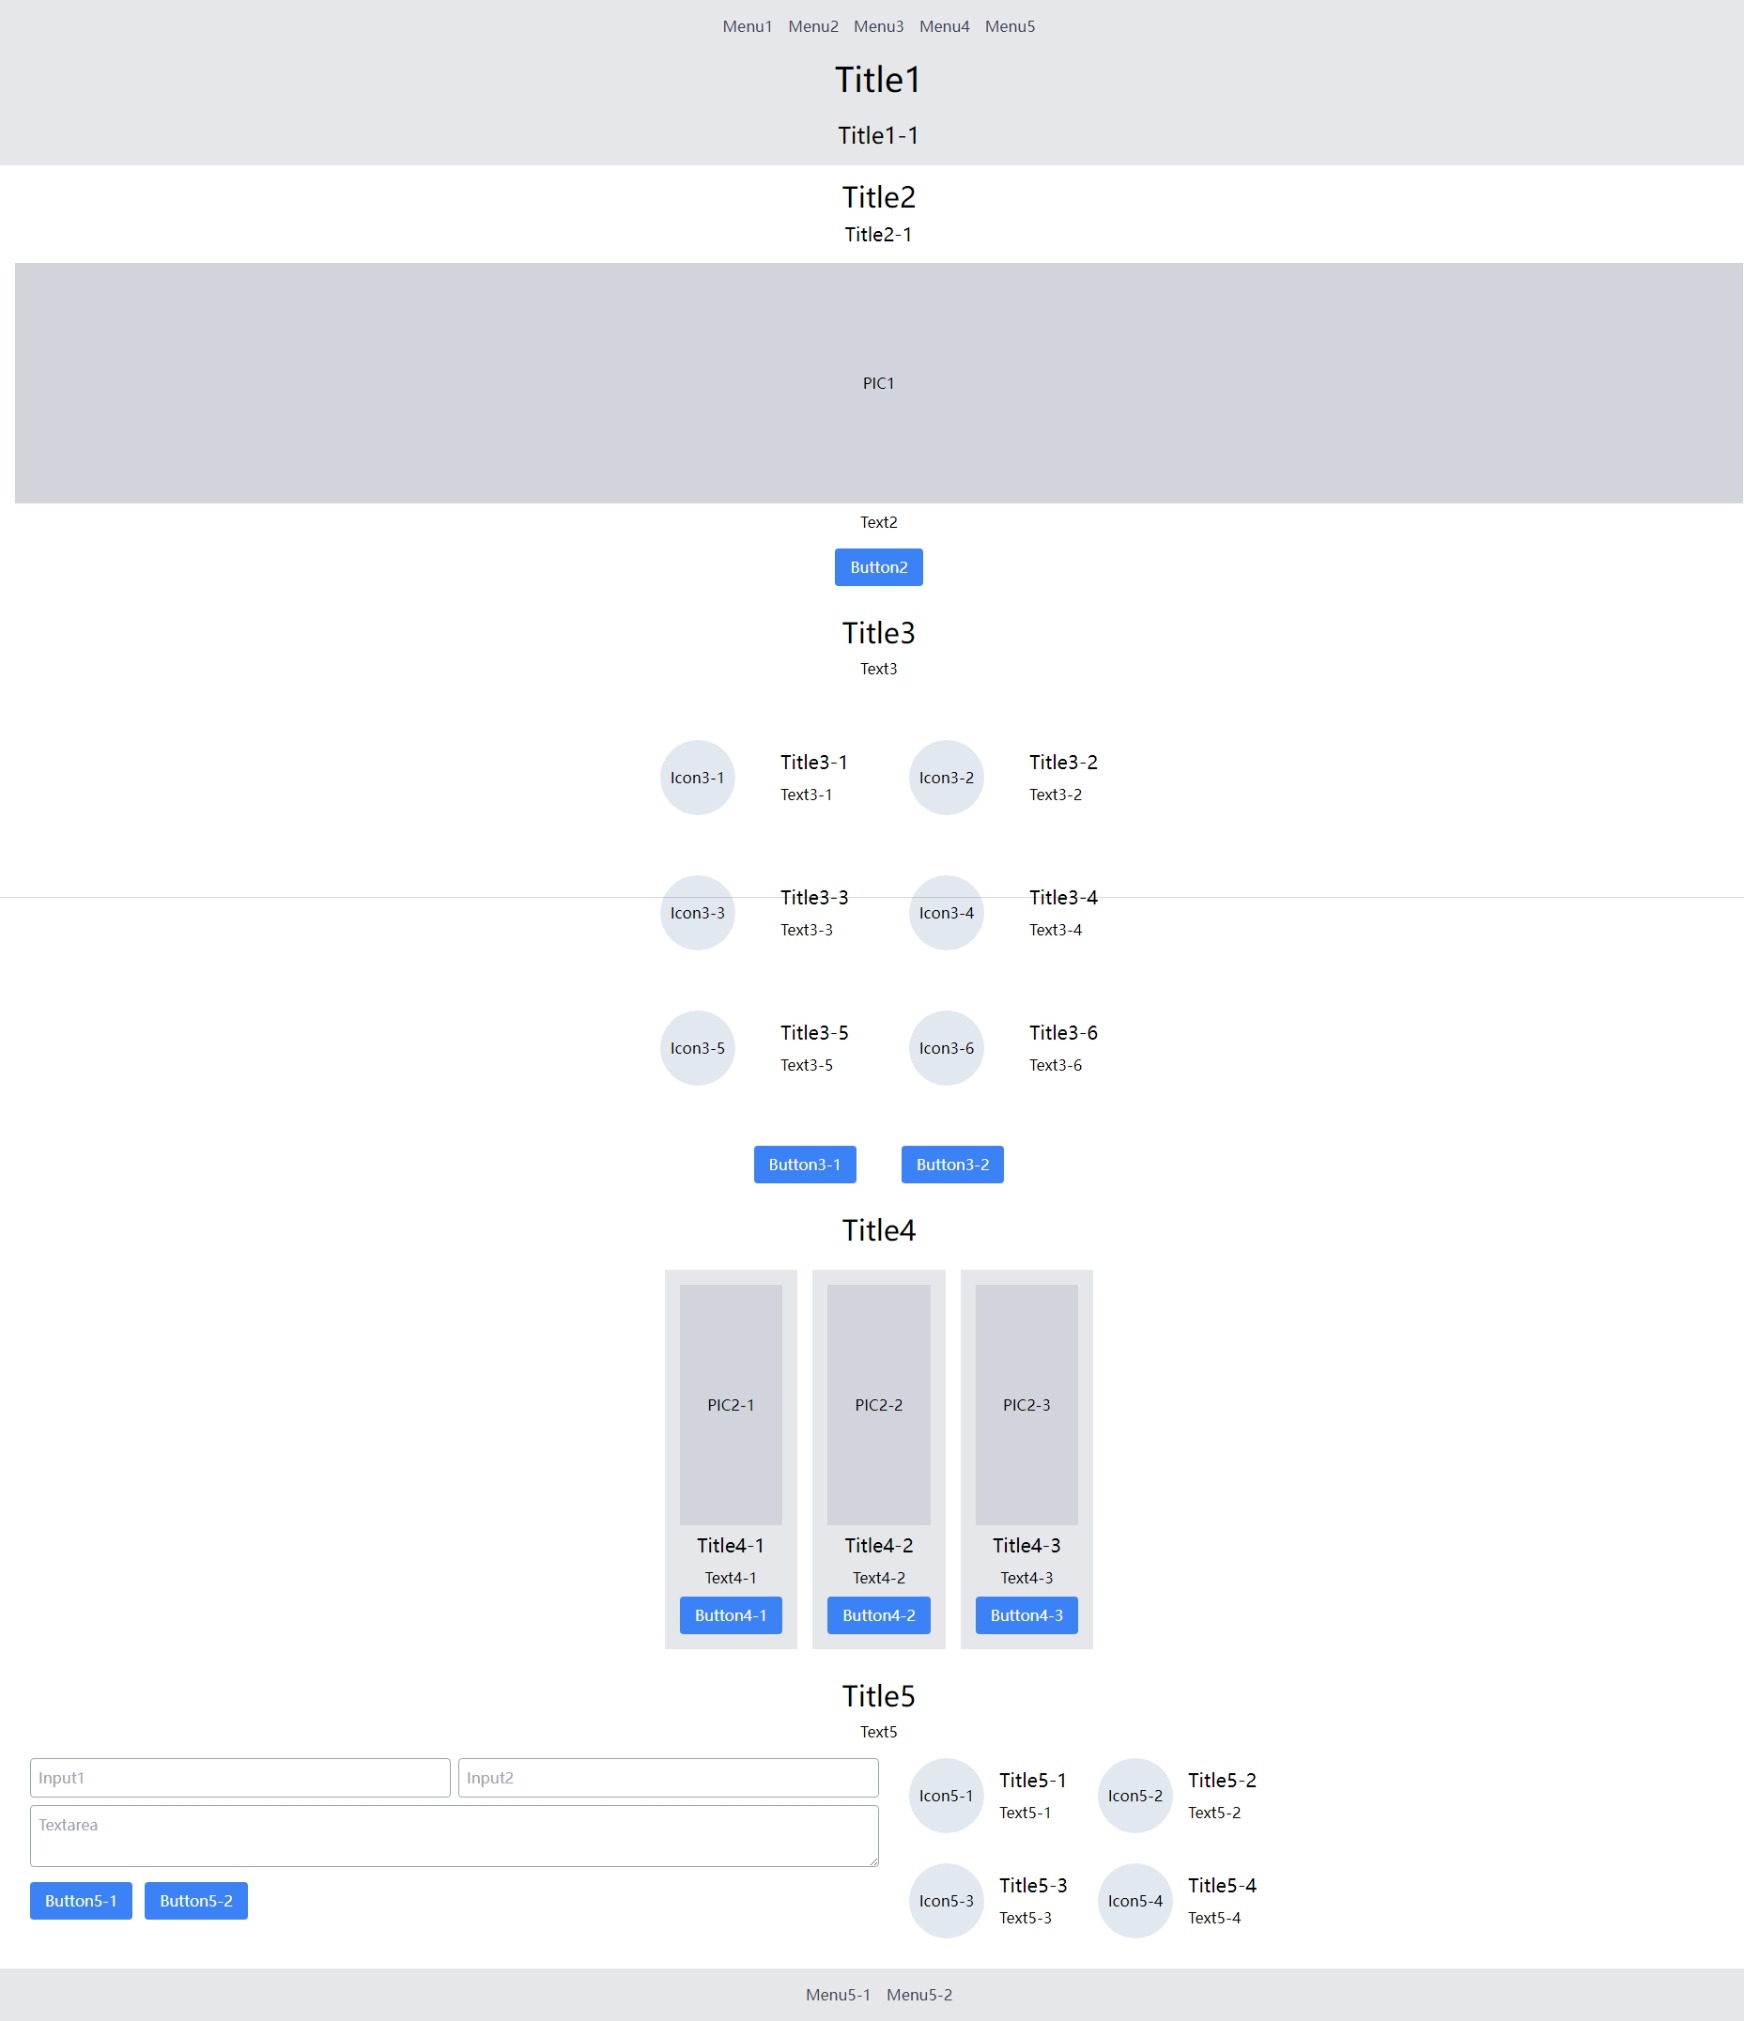 Menu1 Menu2 Menu3 Menu4 Menu5
Title1
Title1-1
Title2
Title2-1
PIC1
Text2
Button2
Title3
Text3
Icon3-1
Title3-1
Text3-1
Icon3-2
Title3-2
Text3-2
Icon3-3
Title3-3
Text3-3
Icon3-4
Title3-4
Text3-4
Icon3-5
Title3-5
Text3-5
Icon3-6
Title3-6
Text3-6
Button3-1 Button3-2
Title4
PIC2-1
Title4-1
Text4-1
Button4-1
PIC2-2
Title4-2
Text4-2
Button4-2
PIC2-3
Title4-3
Text4-3
Button4-3
Title5
Text5
Input1 Input2
Textarea
Button5-1 Button5-2
Icon5-1
Title5-1
Text5-1
Icon5-2
Title5-2
Text5-2
Icon5-3
Title5-3
Text5-3
Icon5-4
Title5-4
Text5-4
Menu5-1 Menu5-2